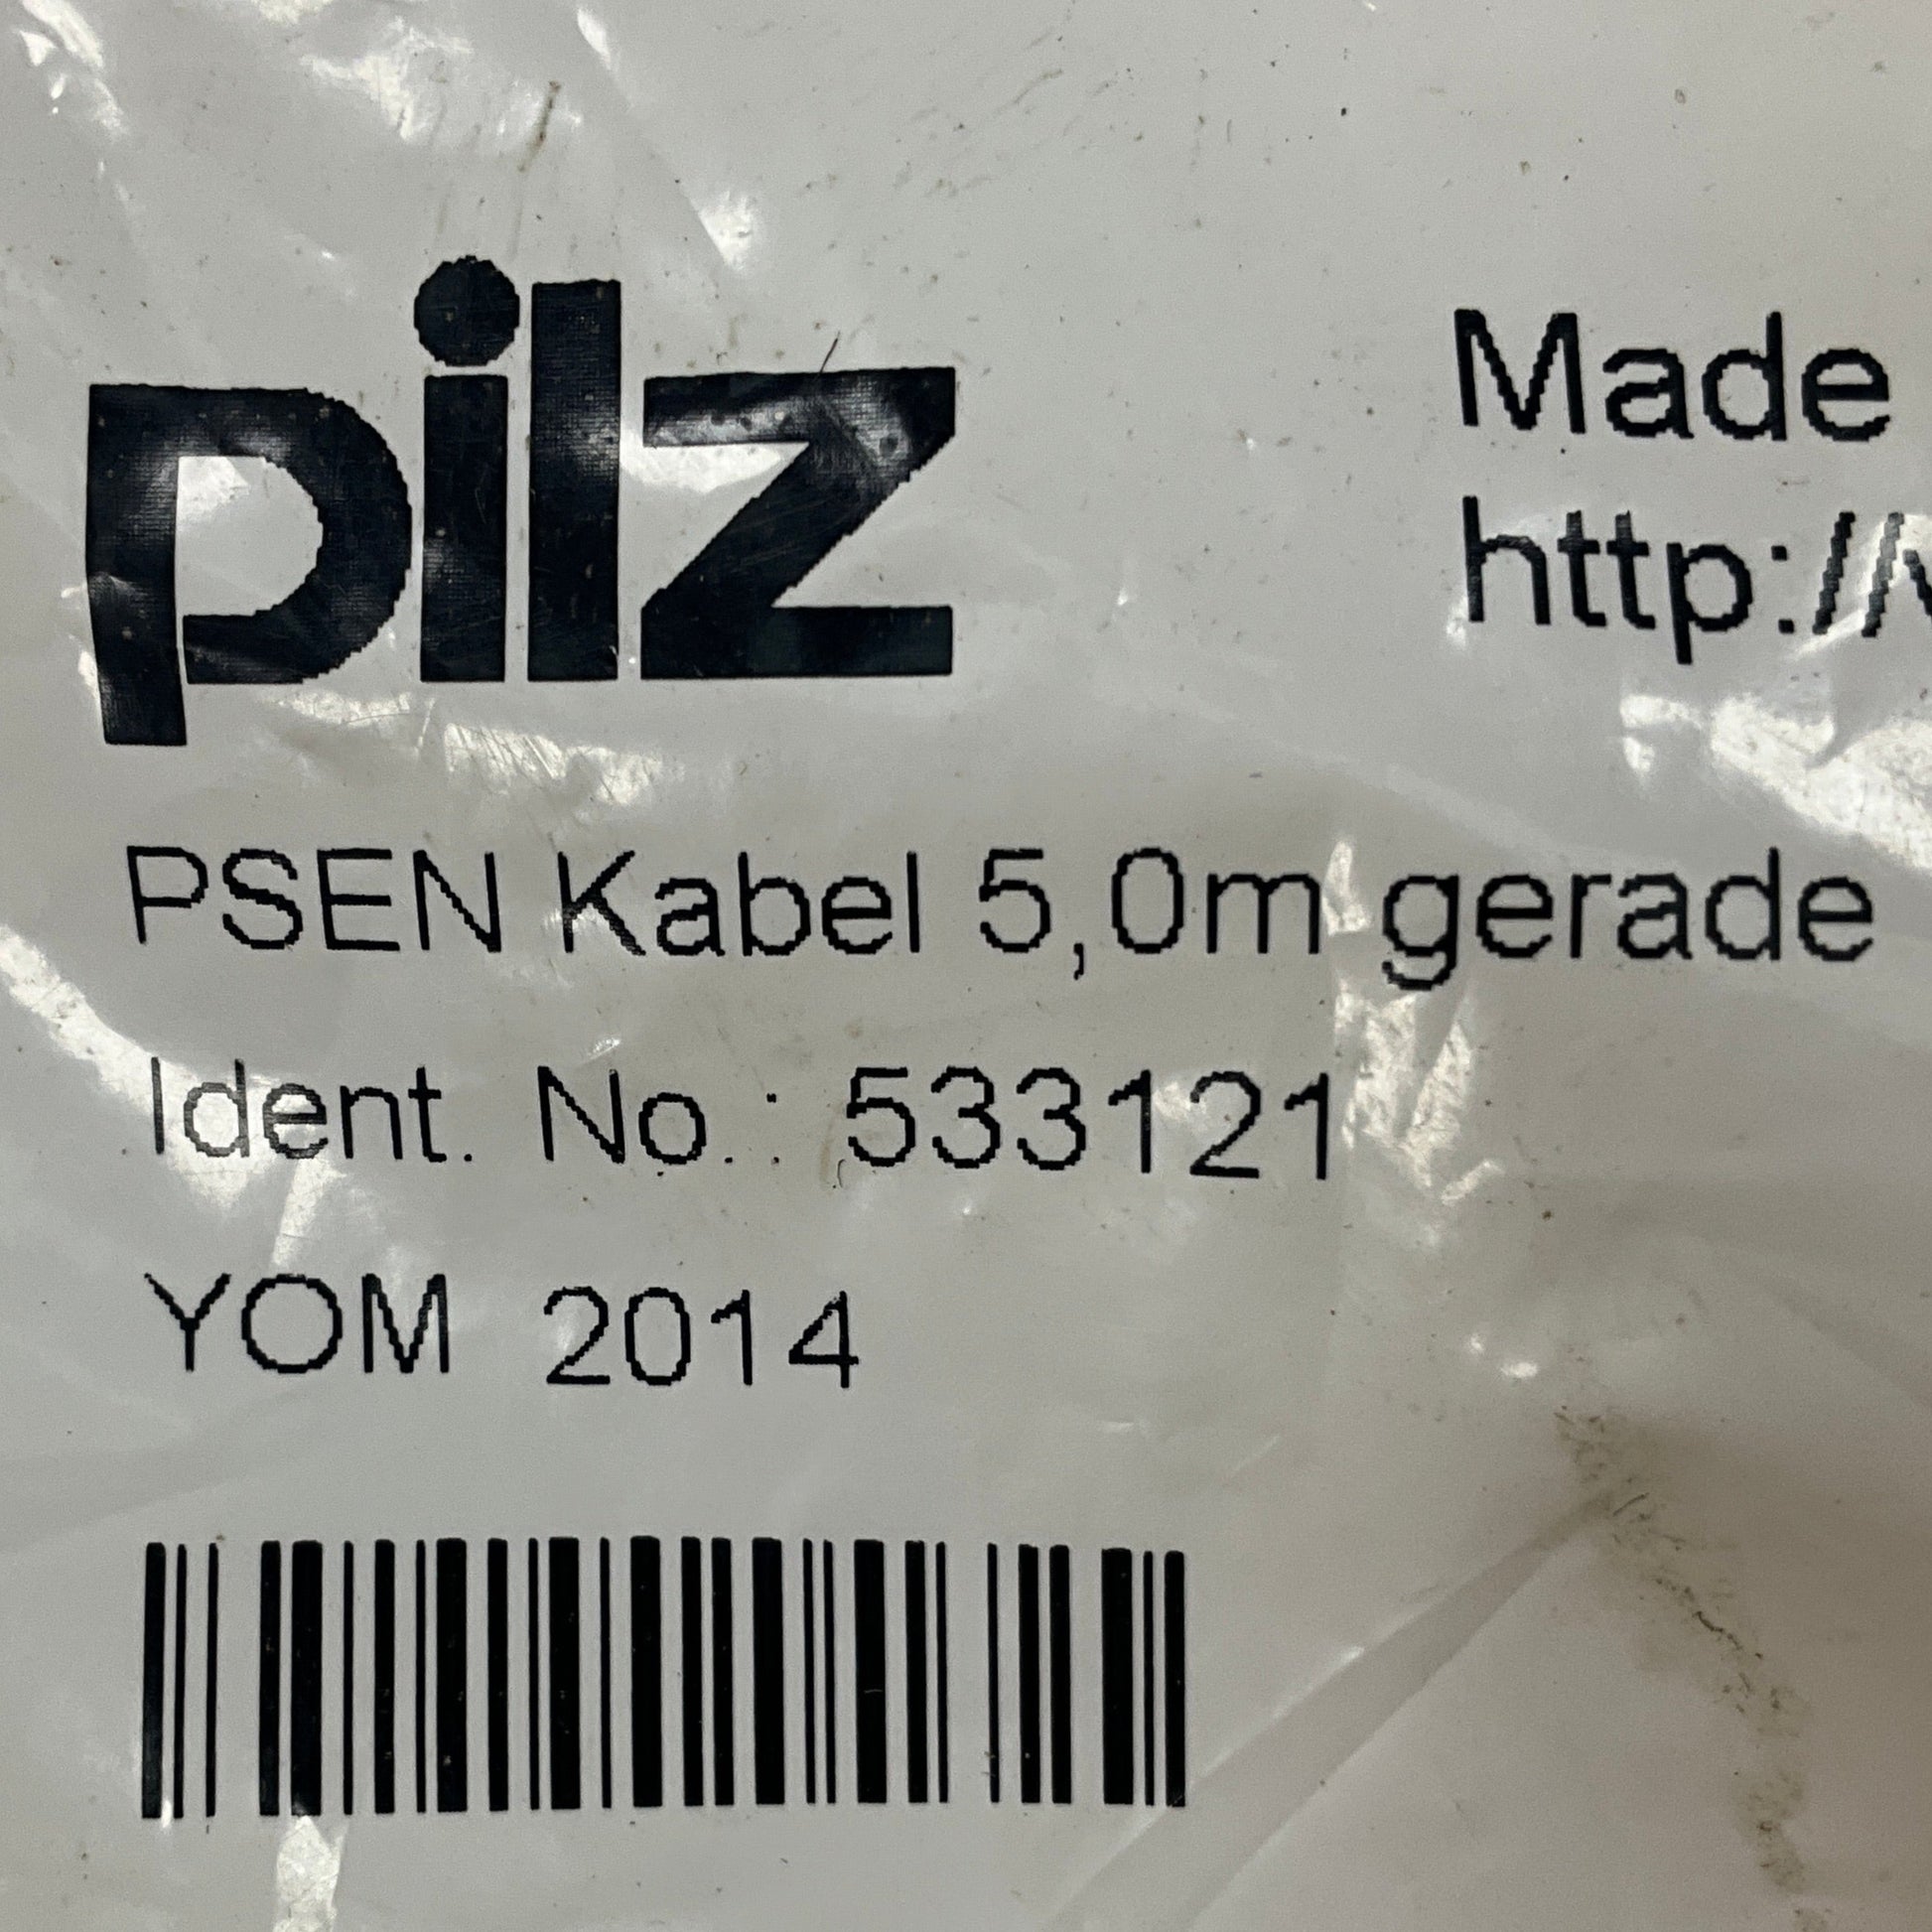 pilz
Made
http://
PSEN Kabel 5,0m gerade
Ident. No.: 533121
YOM 2014